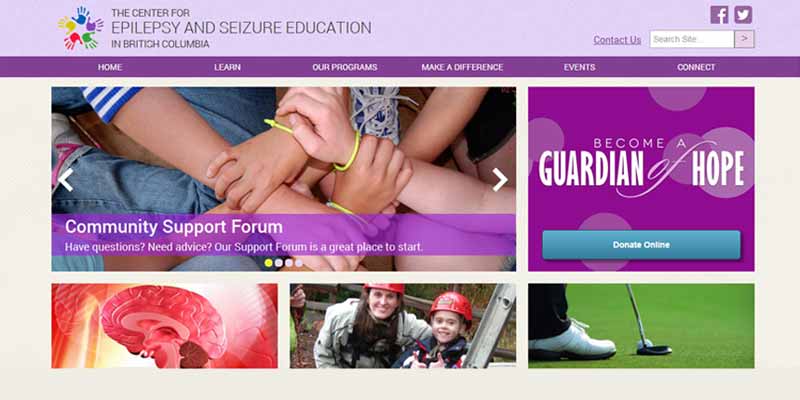 THE CENTER FOR
EPILEPSY AND SEIZURE EDUCATION
IN BRITISH COLUMBIA
Contact Us
Search Site...
>
HOME
LEARN
OUR PROGRAMS
MAKE A DIFFERENCE
EVENTS
CONNECT
Community Support Forum
Have questions? Need advice? Our Support Forum is a great place to start.
BECOME A
GUARDIAN of HOPE
Donate Online